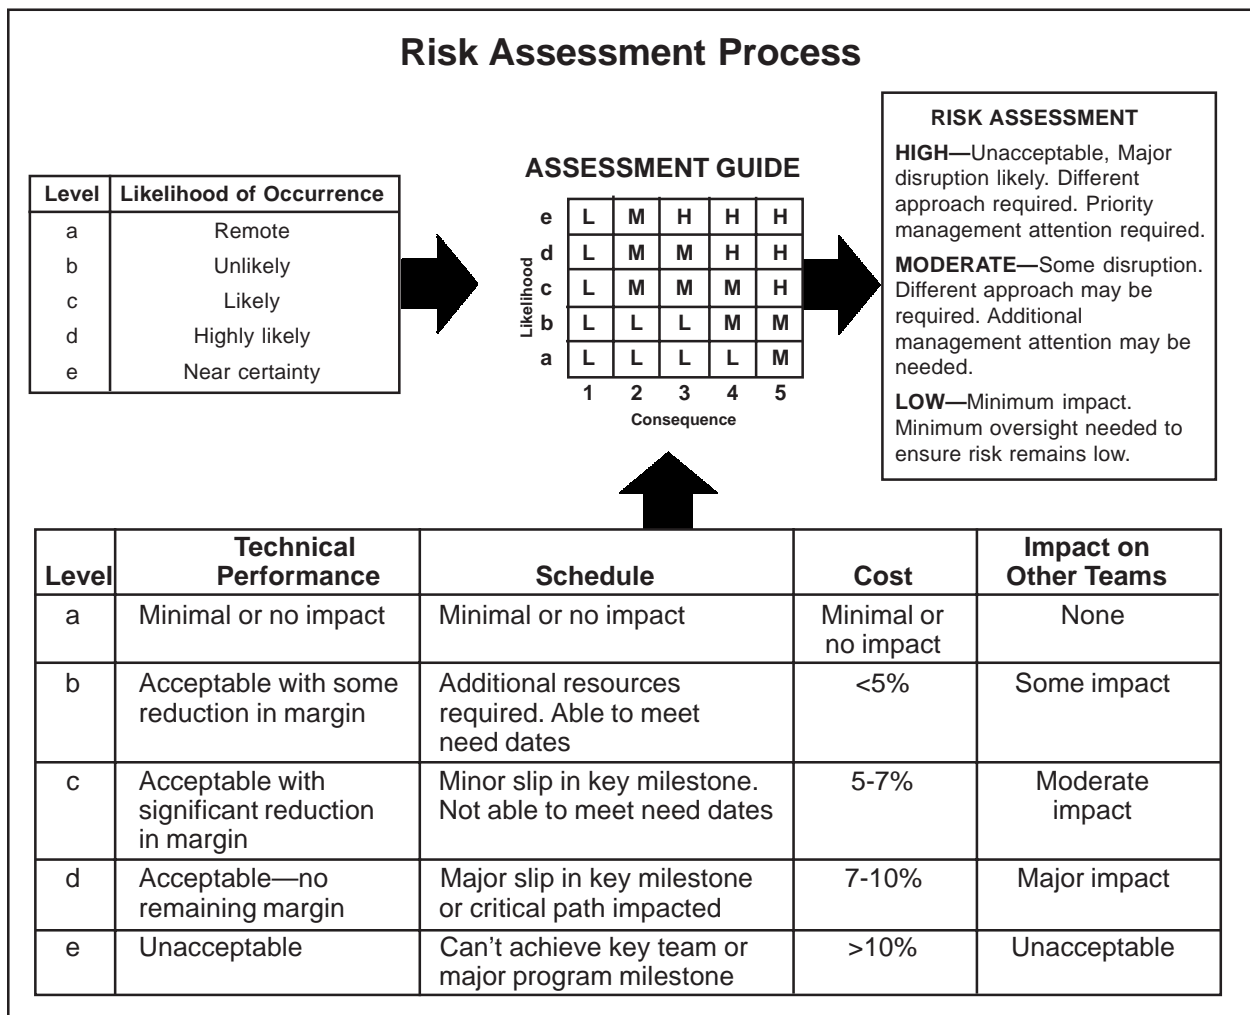 Risk Assessment Process
Level Likelihood of Occurrence
a Remote
b Unlikely
c Likely
d Highly likely
e Near certainty
ASSESSMENT GUIDE
Likelihood
e L M H H H
d L M M H H
c L M M M H
b L L L M M
a L L L L M
1 2 3 4 5
Consequence
RISK ASSESSMENT
HIGH—Unacceptable, Major
disruption likely. Different
approach required. Priority
management attention required.
MODERATE—Some disruption.
Different approach may be
required. Additional
management attention may be
needed.
LOW—Minimum impact.
Minimum oversight needed to
ensure risk remains low.
Level
Technical
Performance
Schedule
Cost
Impact on
Other Teams
a
Minimal or no impact
Minimal or no impact
Minimal or
no impact
None
b
Acceptable with some
reduction in margin
Additional resources
required. Able to meet
need dates
<5%
Some impact
c
Acceptable with
significant reduction
in margin
Minor slip in key milestone.
Not able to meet need dates
5-7%
Moderate
impact
d
Acceptable—no
remaining margin
Major slip in key milestone
or critical path impacted
7-10%
Major impact
e
Unacceptable
Can't achieve key team or
major program milestone
>10%
Unacceptable